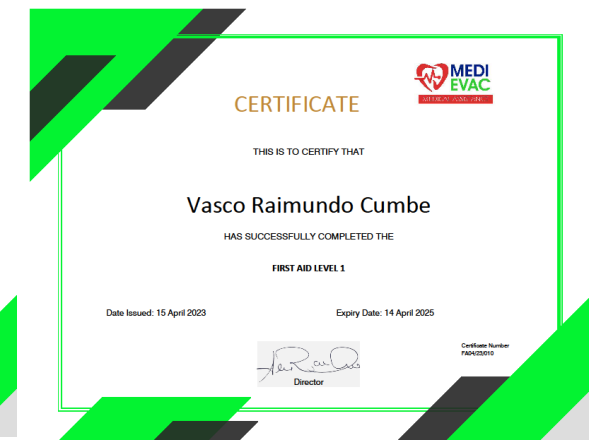 MEDI
EVAC
CERTIFICATE
THIS IS TO CERTIFY THAT
Vasco Raimundo Cumbe
HAS SUCCESSFULLY COMPLETED THE
FIRST AID LEVEL 1
Date Issued: 15 April 2023
Expiry Date: 14 April 2025
Certificate Number
FA04/23/010
Director